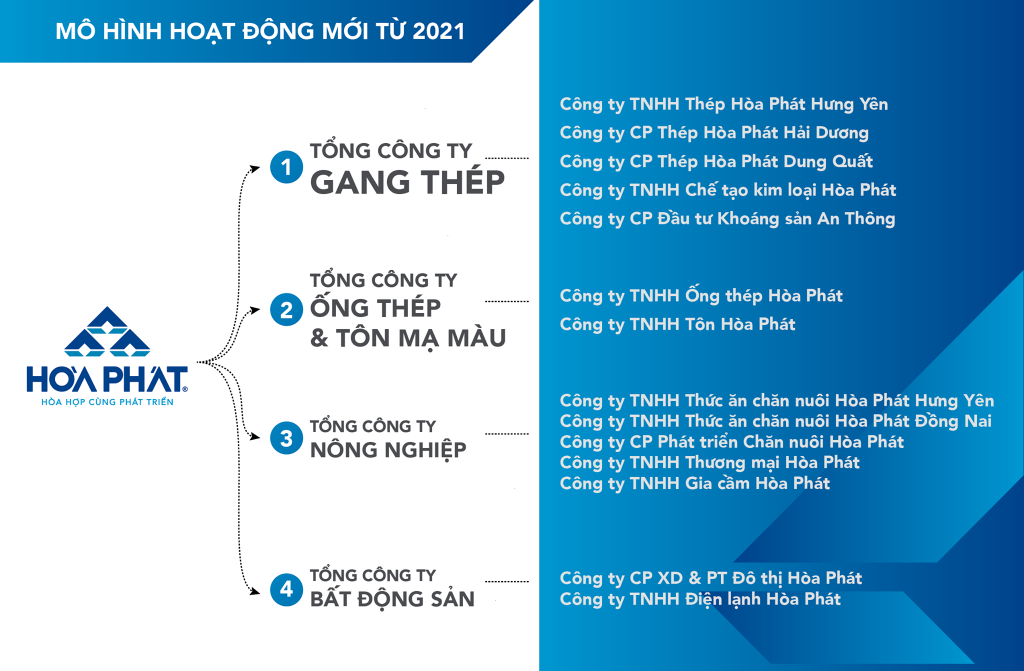 MÔ HÌNH HOẠT ĐỘNG MỚI TỪ 2021
HÒA PHÁT®
HÒA HỢP CÙNG PHÁT TRIỂN
1
TỔNG CÔNG TY
GANG THÉP
Công ty TNHH Thép Hòa Phát Hưng Yên
Công ty CP Thép Hòa Phát Hải Dương
Công ty CP Thép Hòa Phát Dung Quất
Công ty TNHH Chế tạo kim loại Hòa Phát
Công ty CP Đầu tư Khoáng sản An Thông
2
TỔNG CÔNG TY
ỐNG THÉP
& TÔN MẠ MÀU
Công ty TNHH Ống thép Hòa Phát
Công ty TNHH Tôn Hòa Phát
3
TỔNG CÔNG TY
NÔNG NGHIỆP
Công ty TNHH Thức ăn chăn nuôi Hòa Phát Hưng Yên
Công ty TNHH Thức ăn chăn nuôi Hòa Phát Đồng Nai
Công ty CP Phát triển Chăn nuôi Hòa Phát
Công ty TNHH Thương mại Hòa Phát
Công ty TNHH Gia cầm Hòa Phát
4
TỔNG CÔNG TY
BẤT ĐỘNG SẢN
Công ty CP XD & PT Đô thị Hòa Phát
Công ty TNHH Điện lạnh Hòa Phát